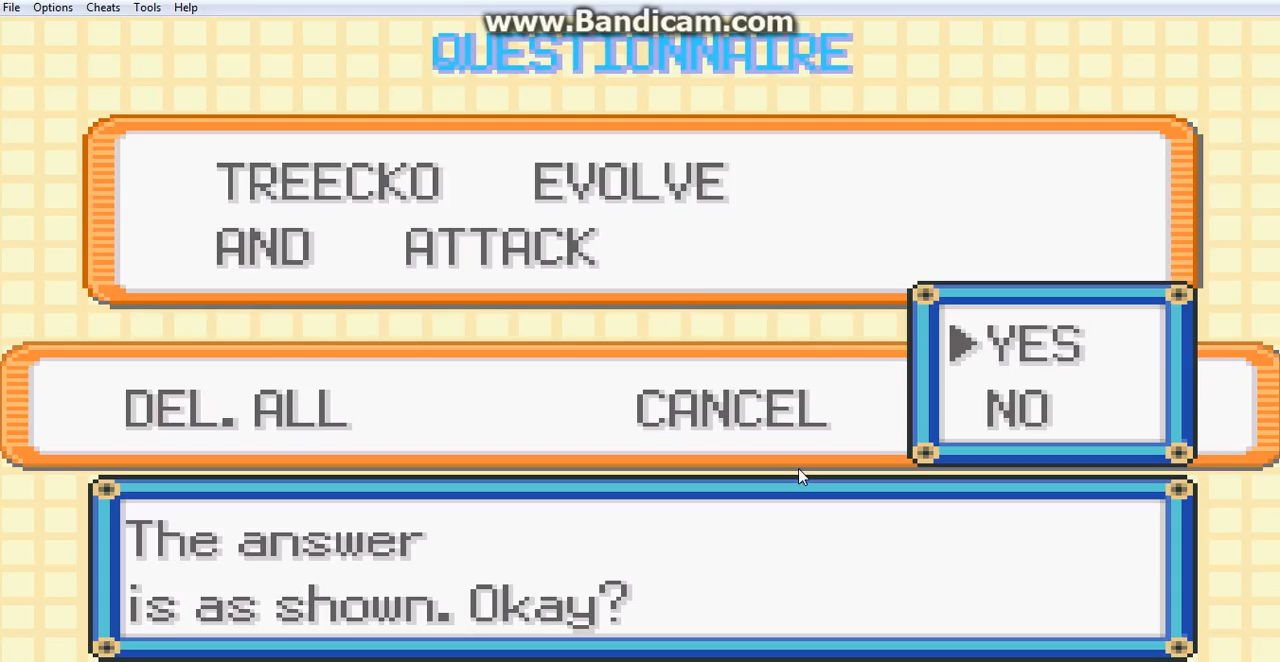 File Options Cheats Tools Help
www.Bandicam.com
QUESTIONNAIRE
TREECKO EVOLVE
AND ATTACK
YES
DEL. ALL CANCEL NO
The answer
is as shown. Okay?